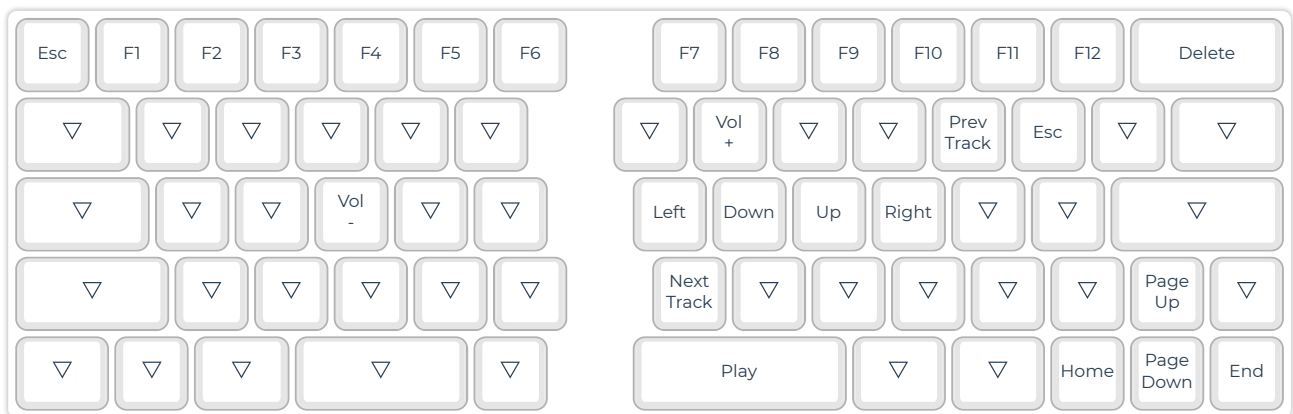 Esc F1 F2 F3 F4 F5 F6 F7 F8 F9 F10 F11 F12 Delete
▽ ▽ ▽ ▽ ▽ ▽ ▽ Vol
+ ▽ ▽ Prev
Track Esc ▽ ▽
▽ ▽ ▽ Vol
- ▽ ▽ Left Down Up Right ▽ ▽ ▽
▽ ▽ ▽ ▽ ▽ ▽ Next
Track ▽ ▽ ▽ ▽ ▽ Page
Up ▽
▽ ▽ ▽ ▽ ▽ Play ▽ ▽ Home Page
Down End